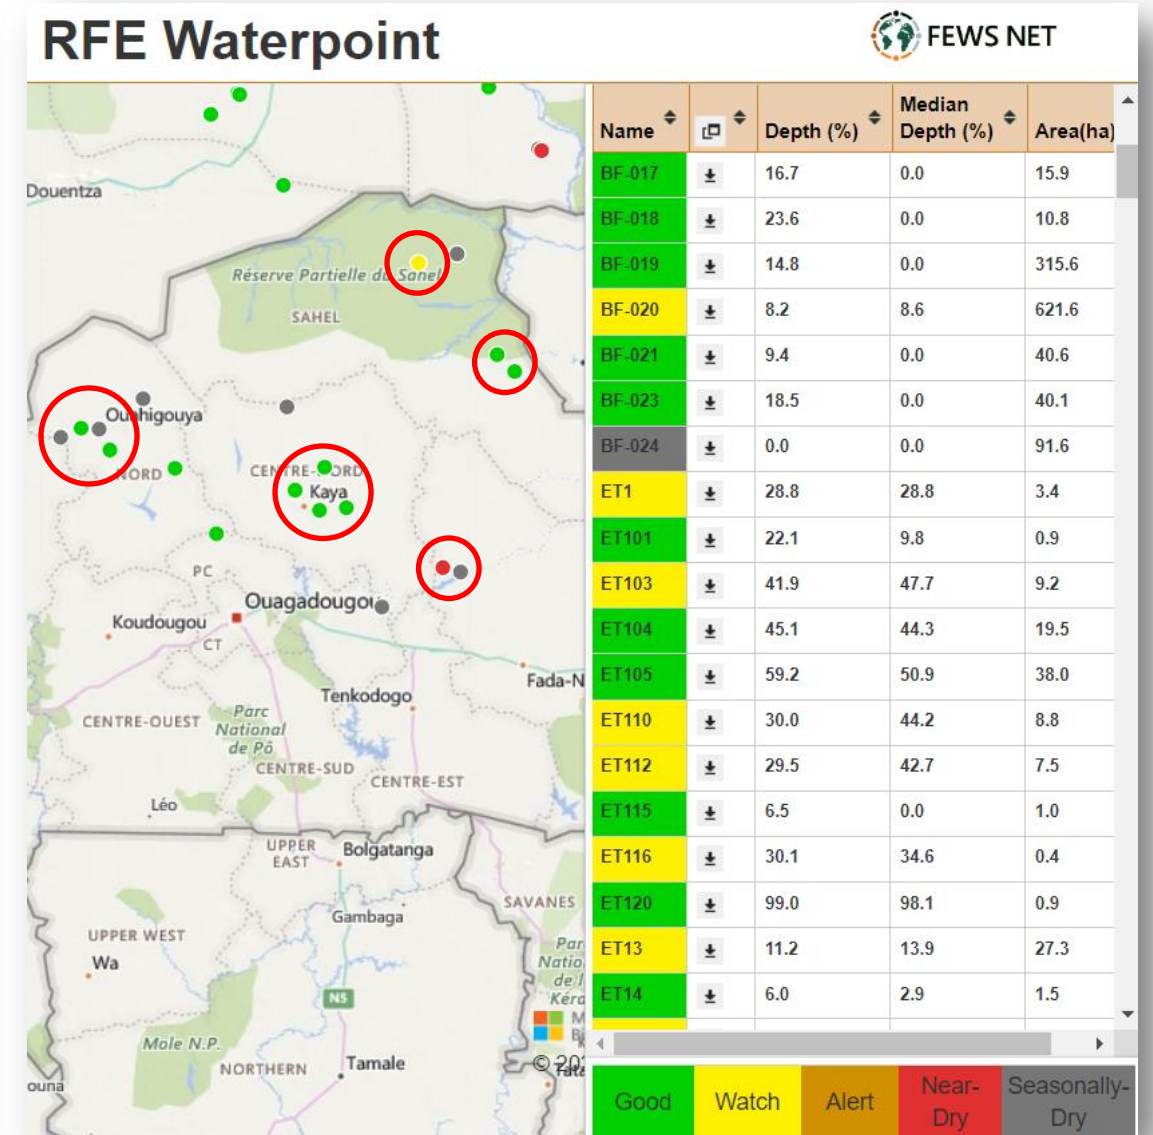 RFE Waterpoint
FEWS NET
Douentza
Réserve Partielle du Sahel
SAHEL
Ouahigouya
NORD
CENTRE-NORD
Kaya
PC
Ouagadougou
Koudougou
CT
Fada-N
Tenkodogo
CENTRE-OUEST
Parc
National
de Pô
CENTRE-SUD
CENTRE-EST
Léo
UPPER
EAST
Bolgatanga
SAVANES
Gambaga
UPPER WEST
Wa
Par
Natio
de l
Kéra
N5
Mole N.P.
NORTHERN
Tamale
ouna
© 20
Name Depth (%) Median Depth (%) Area(ha)
BF-017 16.7 0.0 15.9
BF-018 23.6 0.0 10.8
BF-019 14.8 0.0 315.6
BF-020 8.2 8.6 621.6
BF-021 9.4 0.0 40.6
BF-023 18.5 0.0 40.1
BF-024 0.0 0.0 91.6
ET1 28.8 28.8 3.4
ET101 22.1 9.8 0.9
ET103 41.9 47.7 9.2
ET104 45.1 44.3 19.5
ET105 59.2 50.9 38.0
ET110 30.0 44.2 8.8
ET112 29.5 42.7 7.5
ET115 6.5 0.0 1.0
ET116 30.1 34.6 0.4
ET120 99.0 98.1 0.9
ET13 11.2 13.9 27.3
ET14 6.0 2.9 1.5
Good Watch Alert Near-Dry Seasonally-Dry